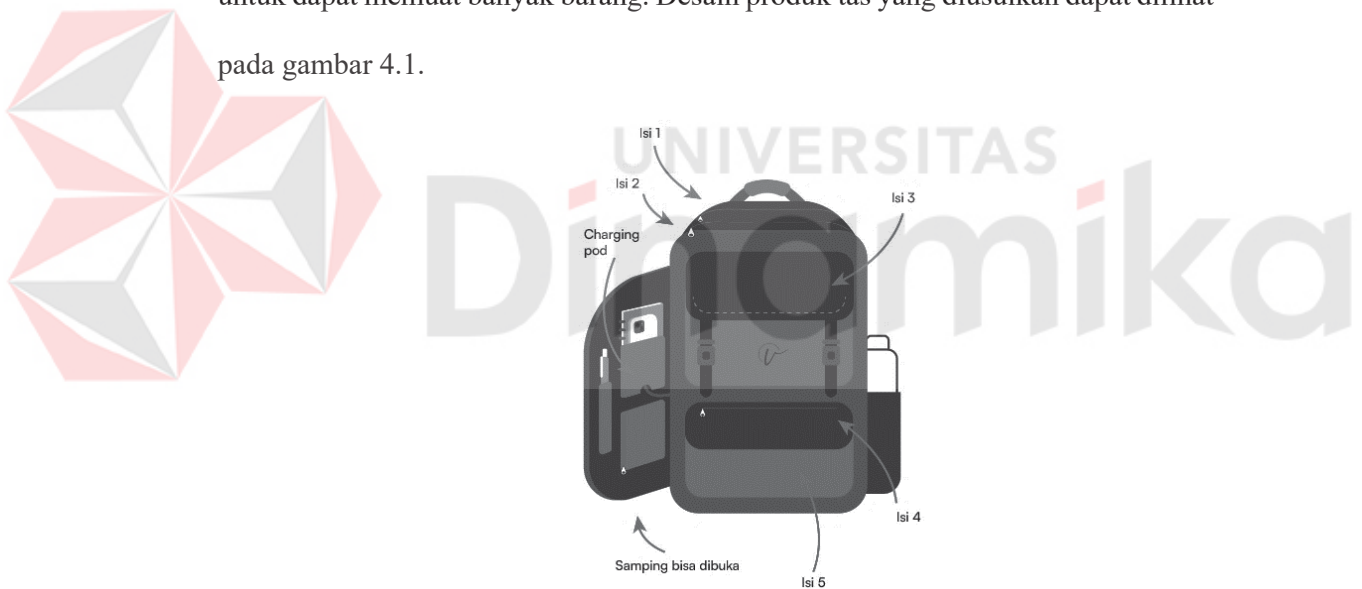 untuk dapat memuat banyak barang. Desain produk tas yang diusulkan dapat dilihat
pada gambar 4.1.
UNIVERSITAS
Dinamika
Isi 1
Isi 2
Isi 3
Charging
pod
Isi 4
Samping bisa dibuka
Isi 5